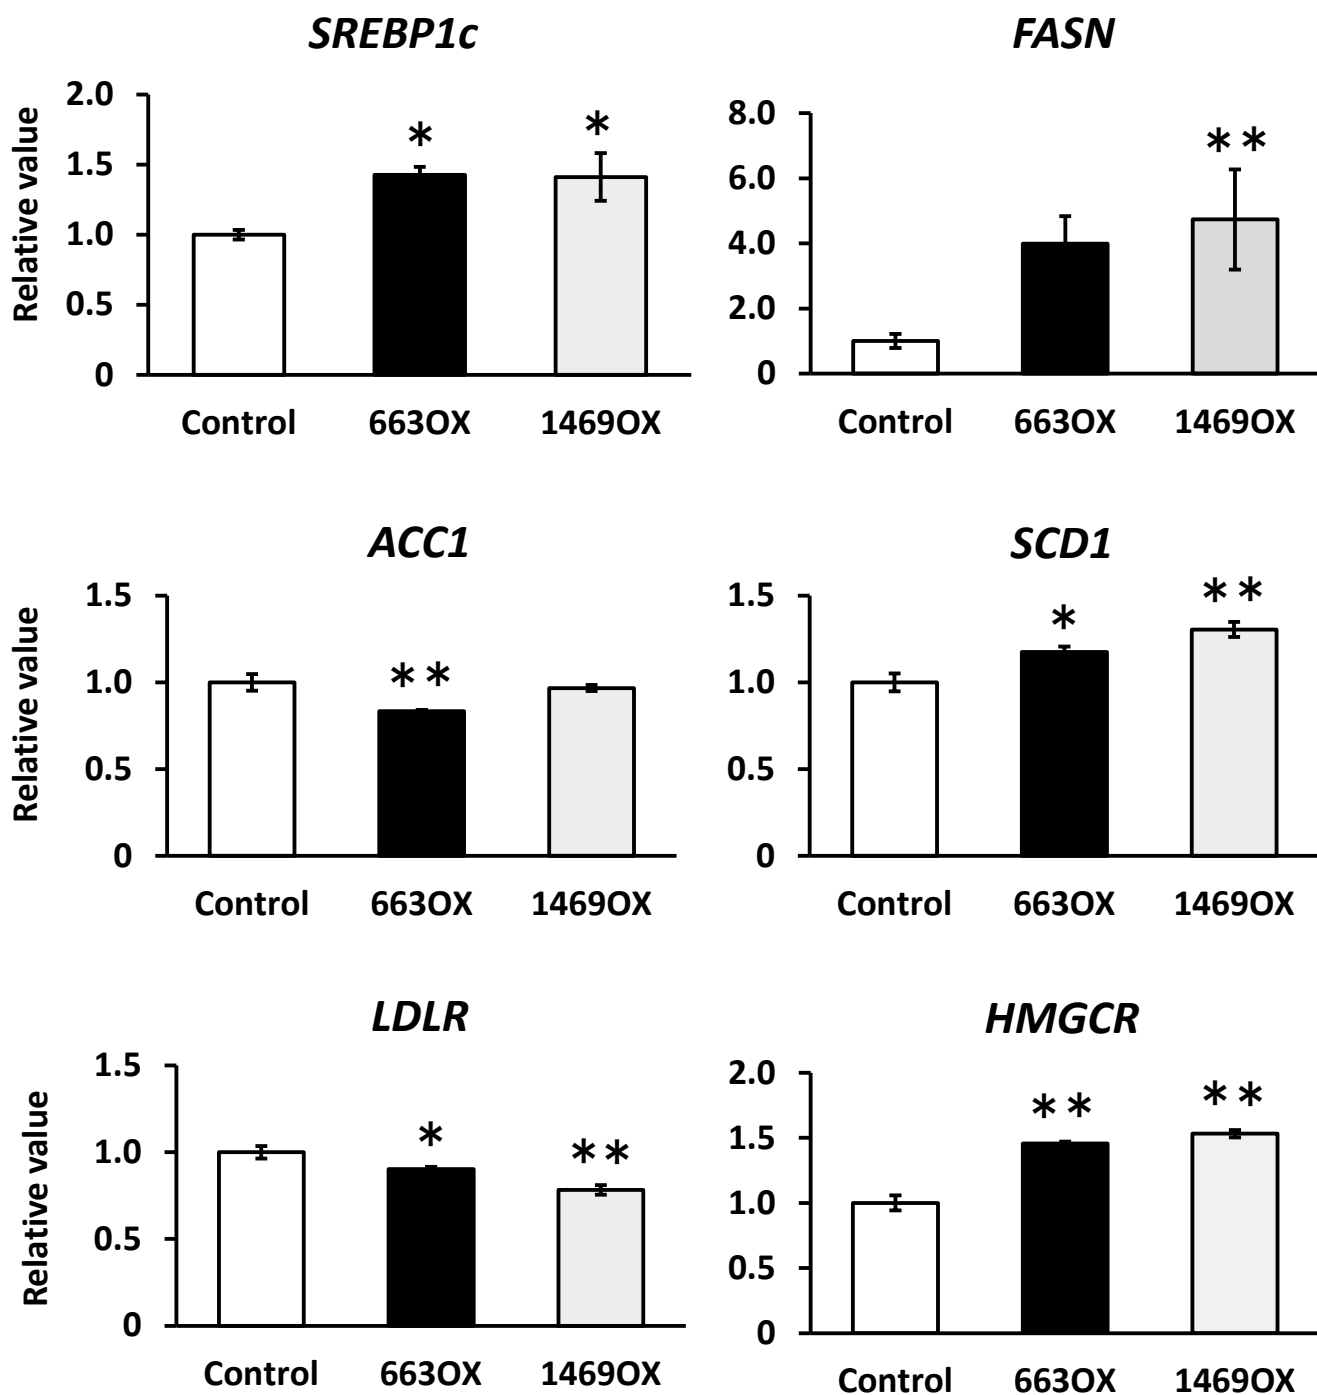 SREBP1c
Relative value
2.0
1.5
1.0
0.5
0
*
*
Control 663OX 1469OX
FASN
8.0
6.0
4.0
2.0
0
**
Control 663OX 1469OX
ACC1
Relative value
1.5
1.0
0.5
0
**
Control 663OX 1469OX
SCD1
1.5
1.0
0.5
0
*
**
Control 663OX 1469OX
LDLR
Relative value
1.5
1.0
0.5
0
*
**
Control 663OX 1469OX
HMGCR
2.0
1.5
1.0
0.5
0
**
**
Control 663OX 1469OX